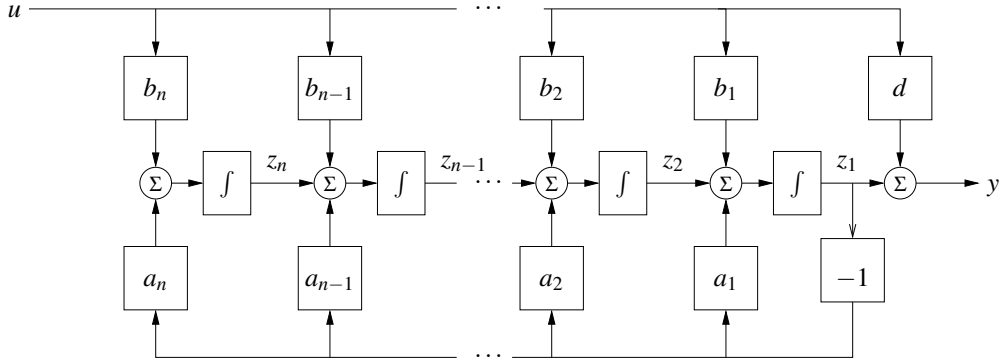 u ...
b_n b_{n−1} b_2 b_1 d
Σ ∫ z_n Σ ∫ z_{n−1} ... Σ ∫ z_2 Σ ∫ z_1 Σ y
a_n a_{n−1} a_2 a_1 −1
...